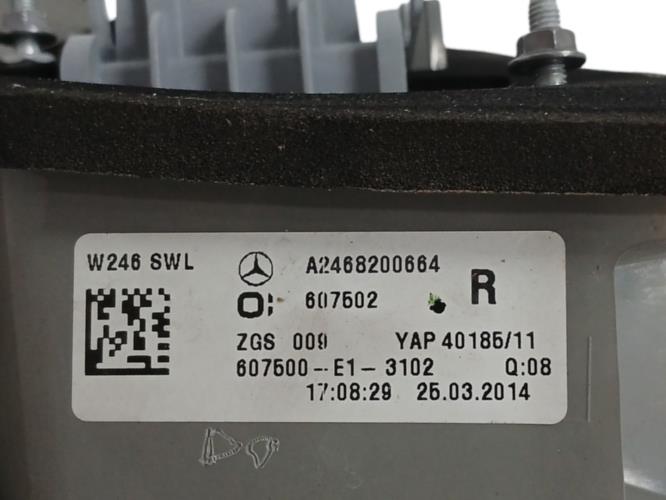 W246 SWL A2468200664 R
607502
ZGS 009 YAP 40185/11
607500--E1-3102 Q:08
17:08:29 25.03.2014